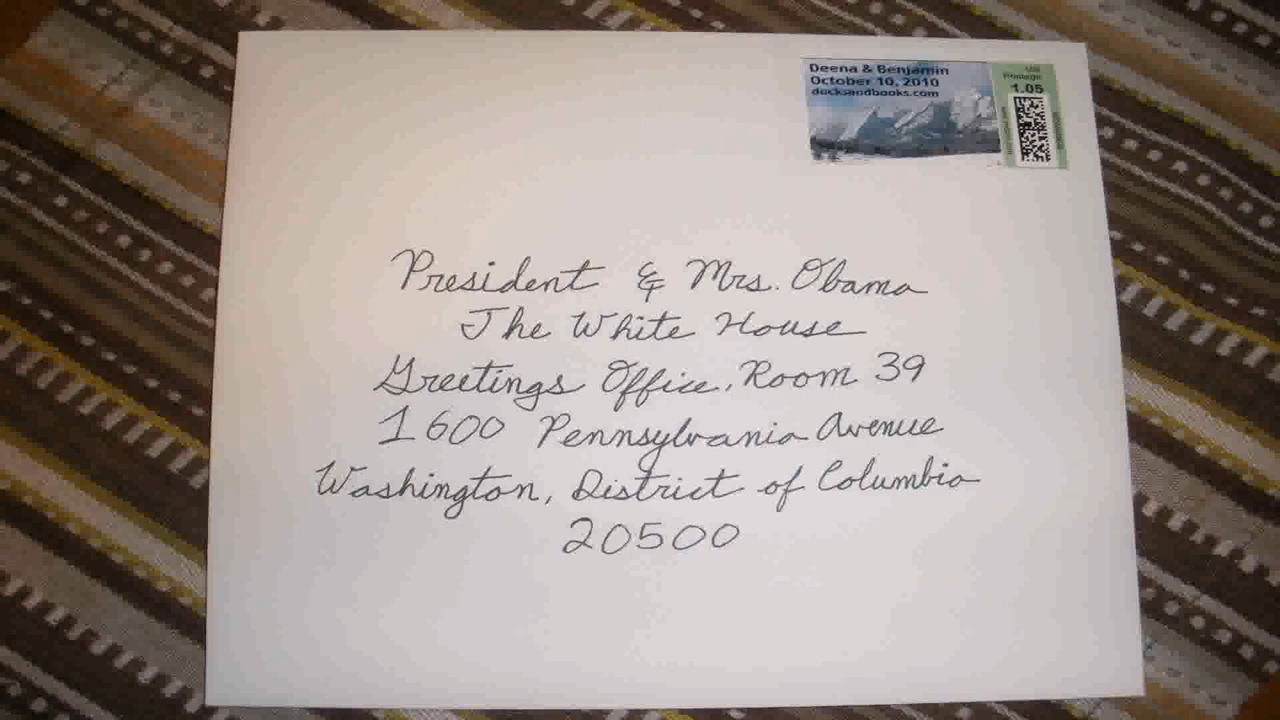 Deena & Benjamin
October 10, 2010
ducksandbooks.com
Postage
1.05
President & Mrs. Obama
The White House
Greetings Office, Room 39
1600 Pennsylvania Avenue
Washington, District of Columbia
20500